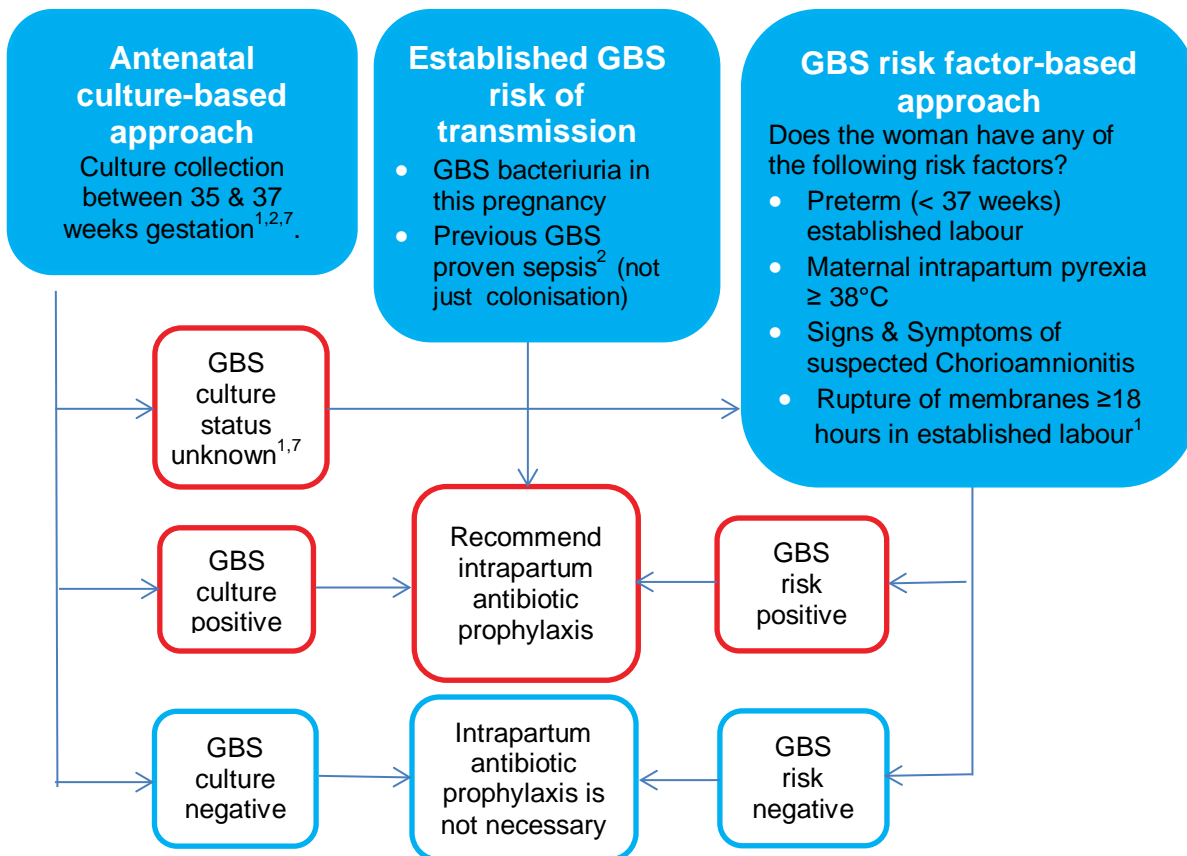 Antenatal
culture-based
approach
Culture collection
between 35 & 37
weeks gestation1,2,7.
Established GBS
risk of
transmission
• GBS bacteriuria in
this pregnancy
• Previous GBS
proven sepsis2 (not
just colonisation)
GBS risk factor-based
approach
Does the woman have any of
the following risk factors?
• Preterm (< 37 weeks)
established labour
• Maternal intrapartum pyrexia
≥ 38°C
• Signs & Symptoms of
suspected Chorioamnionitis
• Rupture of membranes ≥18
hours in established labour1
GBS
culture
status
unknown1,7
GBS
culture
positive
Recommend
intrapartum
antibiotic
prophylaxis
GBS
risk
positive
GBS
culture
negative
Intrapartum
antibiotic
prophylaxis is
not necessary
GBS
risk
negative